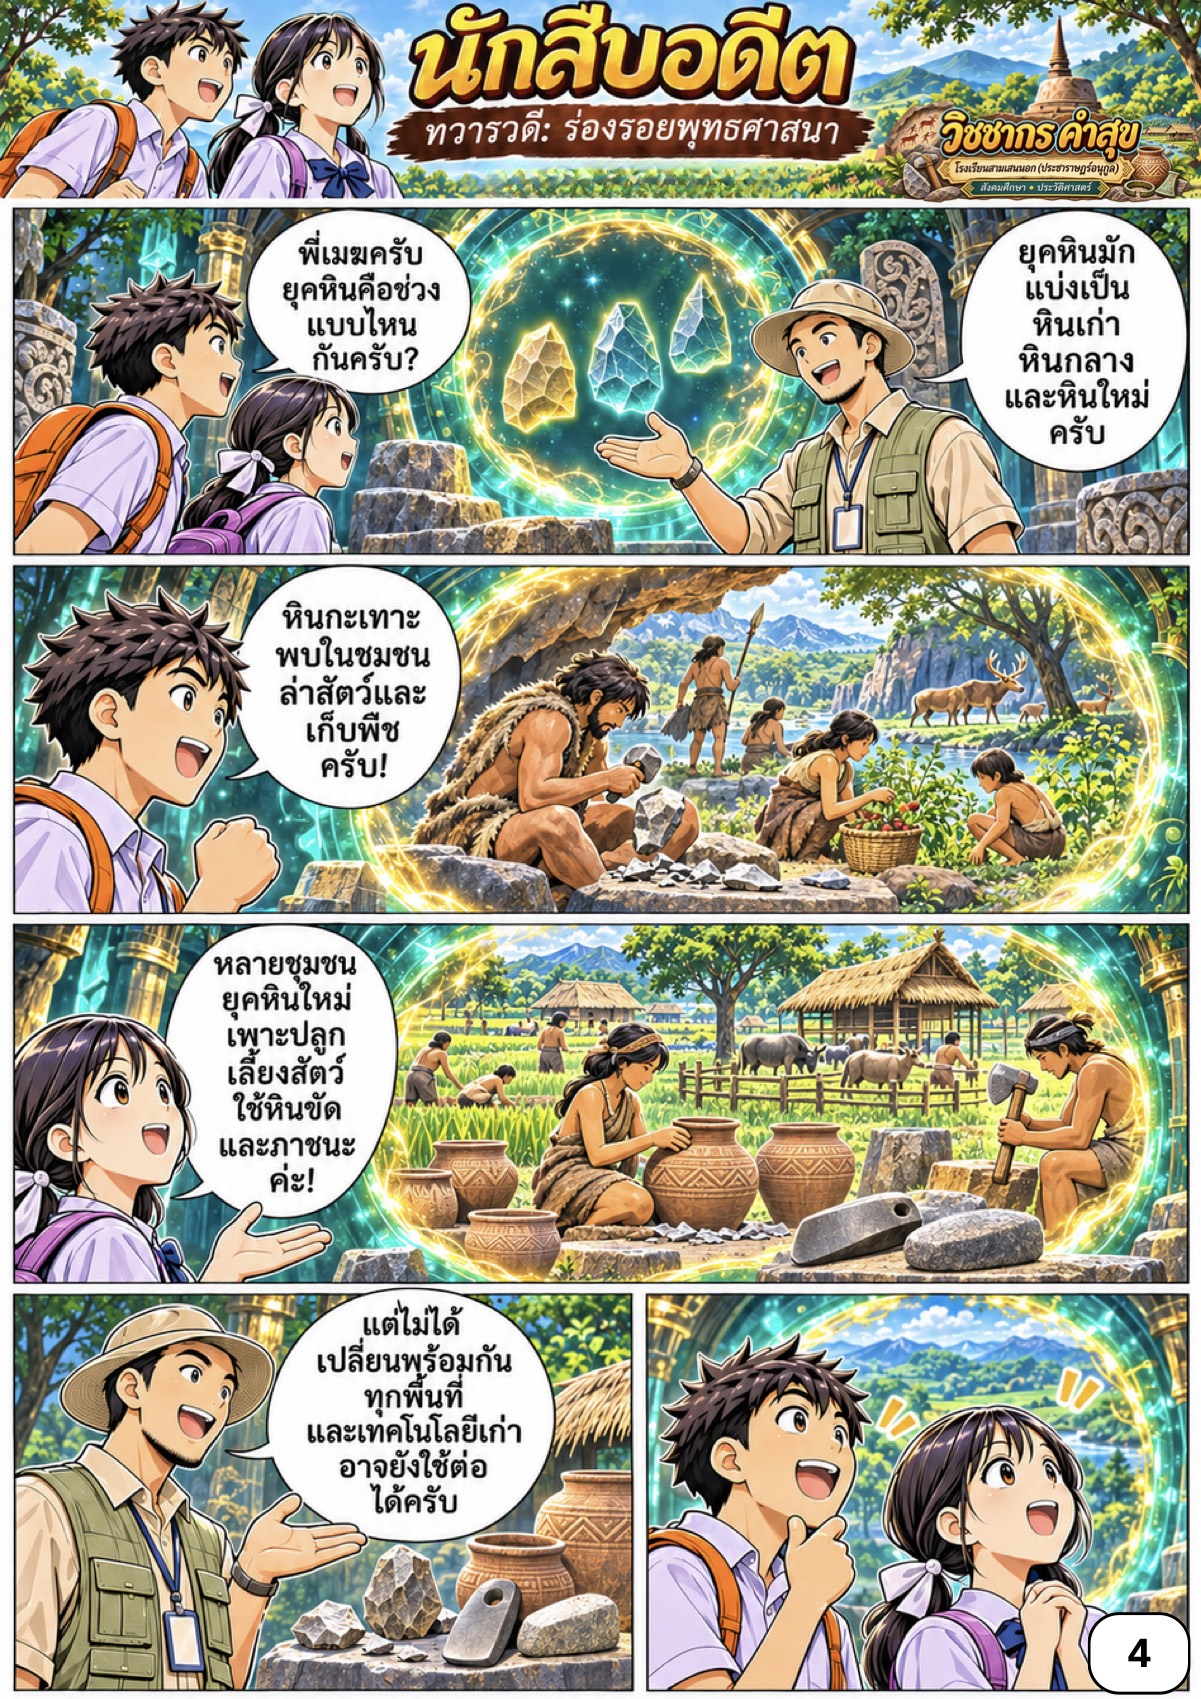 นักสืบอดีต
ทวารวดี: ร่องรอยพุทธศาสนา
วิชชากร คำสุข
โรงเรียนสามเสนนอก (ประชาราษฎร์อนุกูล)
สังคมศึกษา • ประวัติศาสตร์
พี่เมฆครับ
ยุคหินคือช่วง
แบบไหน
กันครับ?
ยุคหินมัก
แบ่งเป็น
หินเก่า
หินกลาง
และหินใหม่
ครับ
หินกะเทาะ
พบในชุมชน
ล่าสัตว์และ
เก็บพืช
ครับ!
หลายชุมชน
ยุคหินใหม่
เพาะปลูก
เลี้ยงสัตว์
ใช้หินขัด
และภาชนะ
ค่ะ!
แต่ไม่ได้
เปลี่ยนพร้อมกัน
ทุกพื้นที่
และเทคโนโลยีเก่า
อาจยังใช้ต่อ
ได้ครับ
4